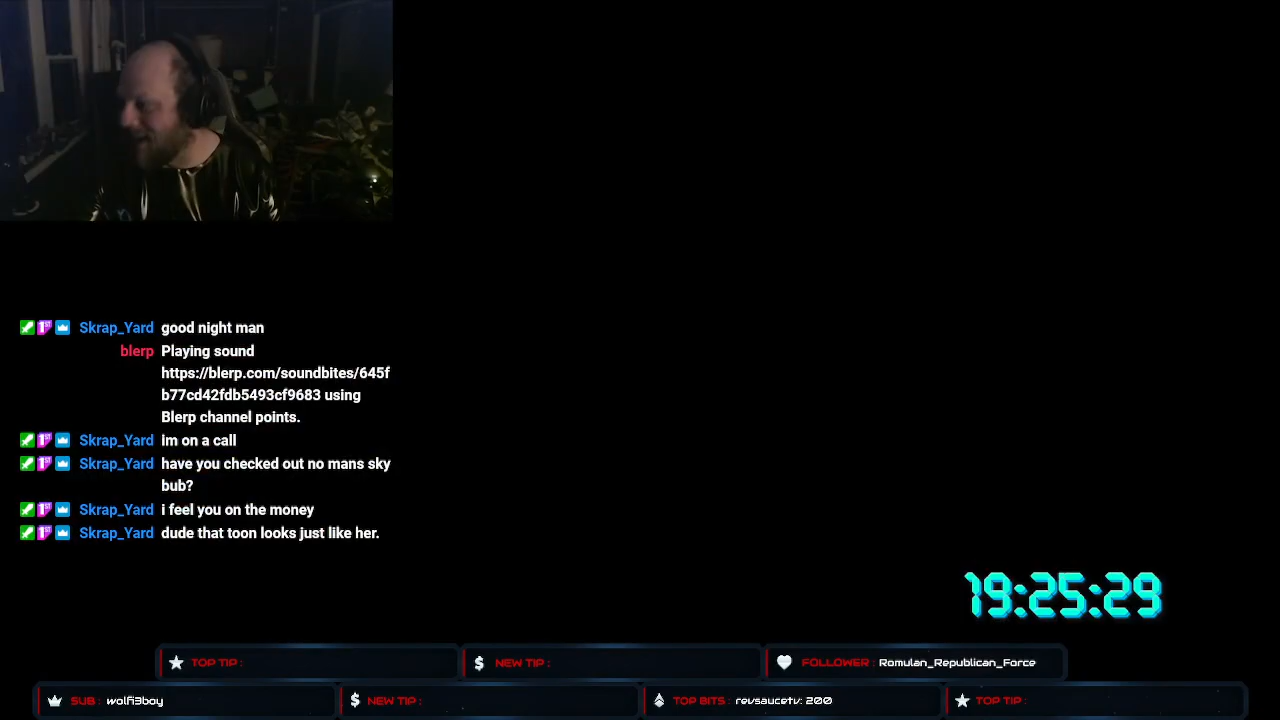 Skrap_Yard good night man
blerp Playing sound
https://blerp.com/soundbites/645f
b77cd42fdb5493cf9683 using
Blerp channel points.
Skrap_Yard im on a call
Skrap_Yard have you checked out no mans sky
bub?
Skrap_Yard i feel you on the money
Skrap_Yard dude that toon looks just like her.
19:25:29
TOP TIP :
NEW TIP :
FOLLOWER : Romulan_Republican_Force
SUB : wolfi3boy
NEW TIP :
TOP BITS : revsaucetv: 200
TOP TIP :